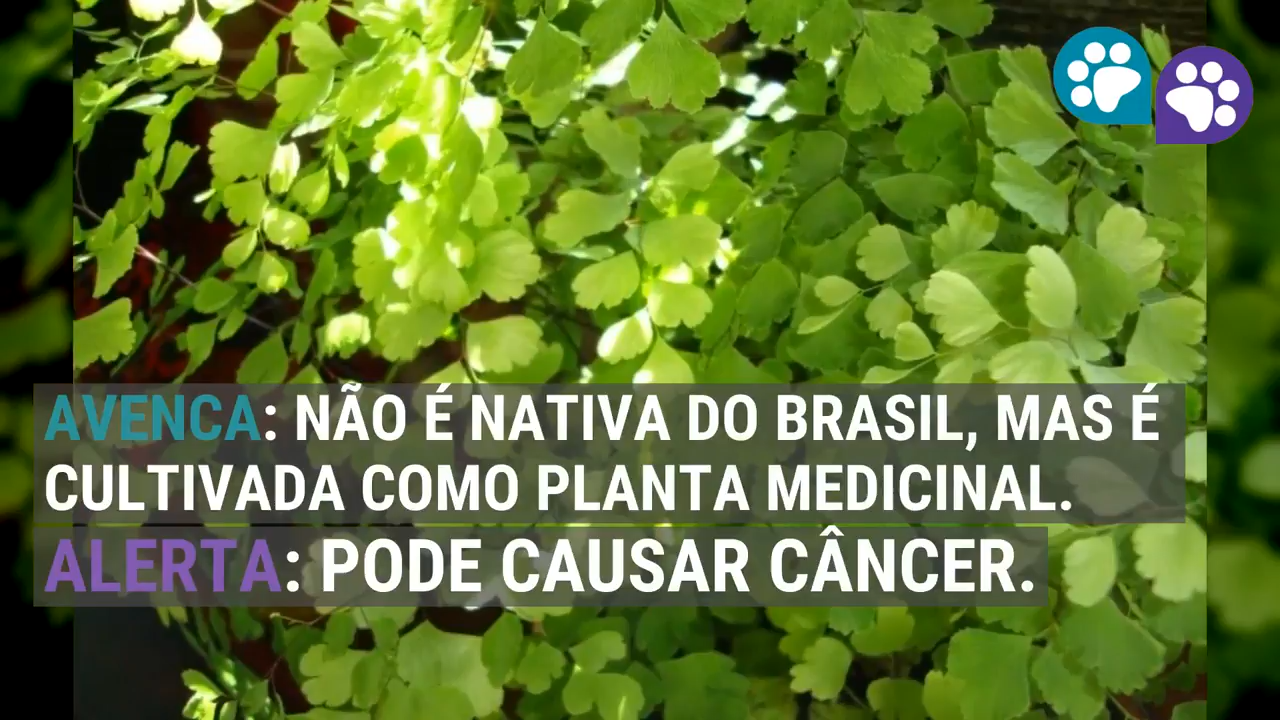 AVENCA: NÃO É NATIVA DO BRASIL, MAS É
CULTIVADA COMO PLANTA MEDICINAL.
ALERTA: PODE CAUSAR CÂNCER.